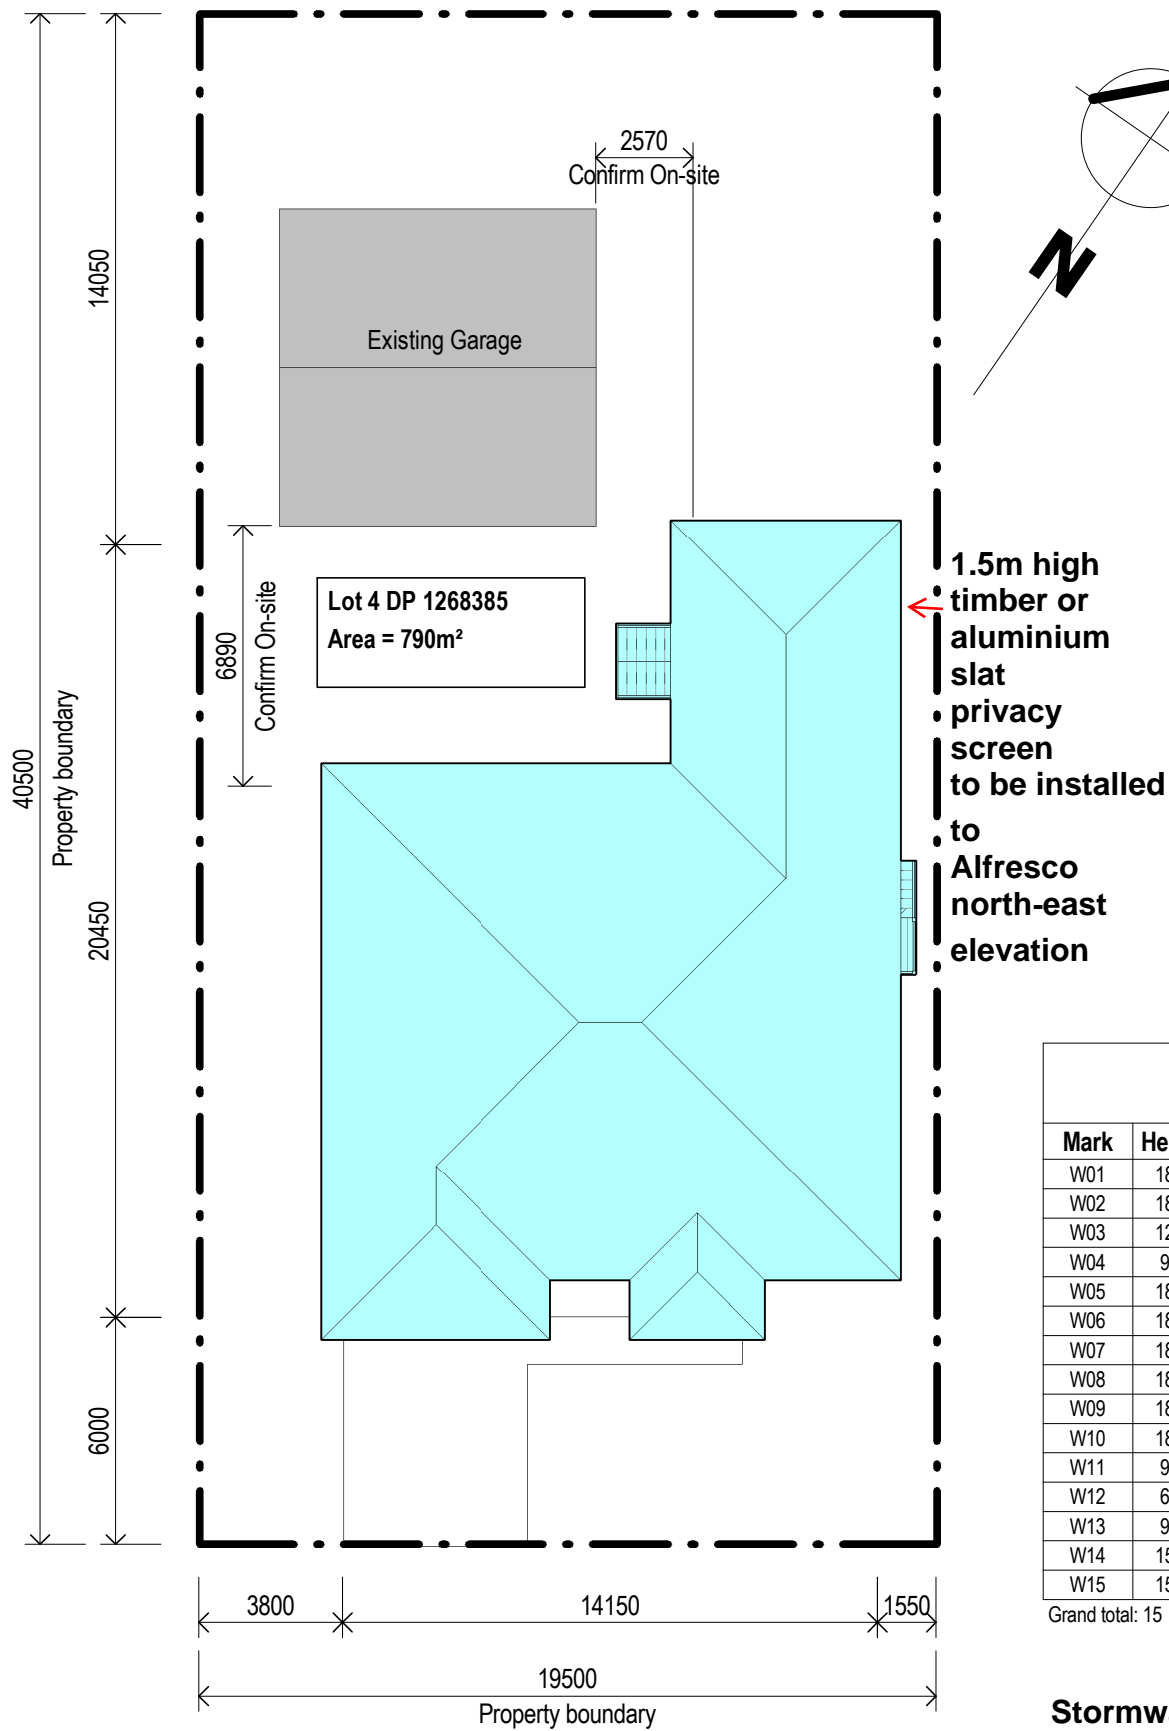 2570
Confirm On-site
N
14050
Existing Garage
Lot 4 DP 1268385
Area = 790m²
6890
Confirm On-site
40500
Property boundary
20450
6000
1.5m high
timber or
aluminium
slat
privacy
screen
to be installed
to
Alfresco
north-east
elevation
Mark
W01
W02
W03
W04
W05
W06
W07
W08
W09
W10
W11
W12
W13
W14
W15
Grand total: 15
3800
14150
1550
19500
Property boundary